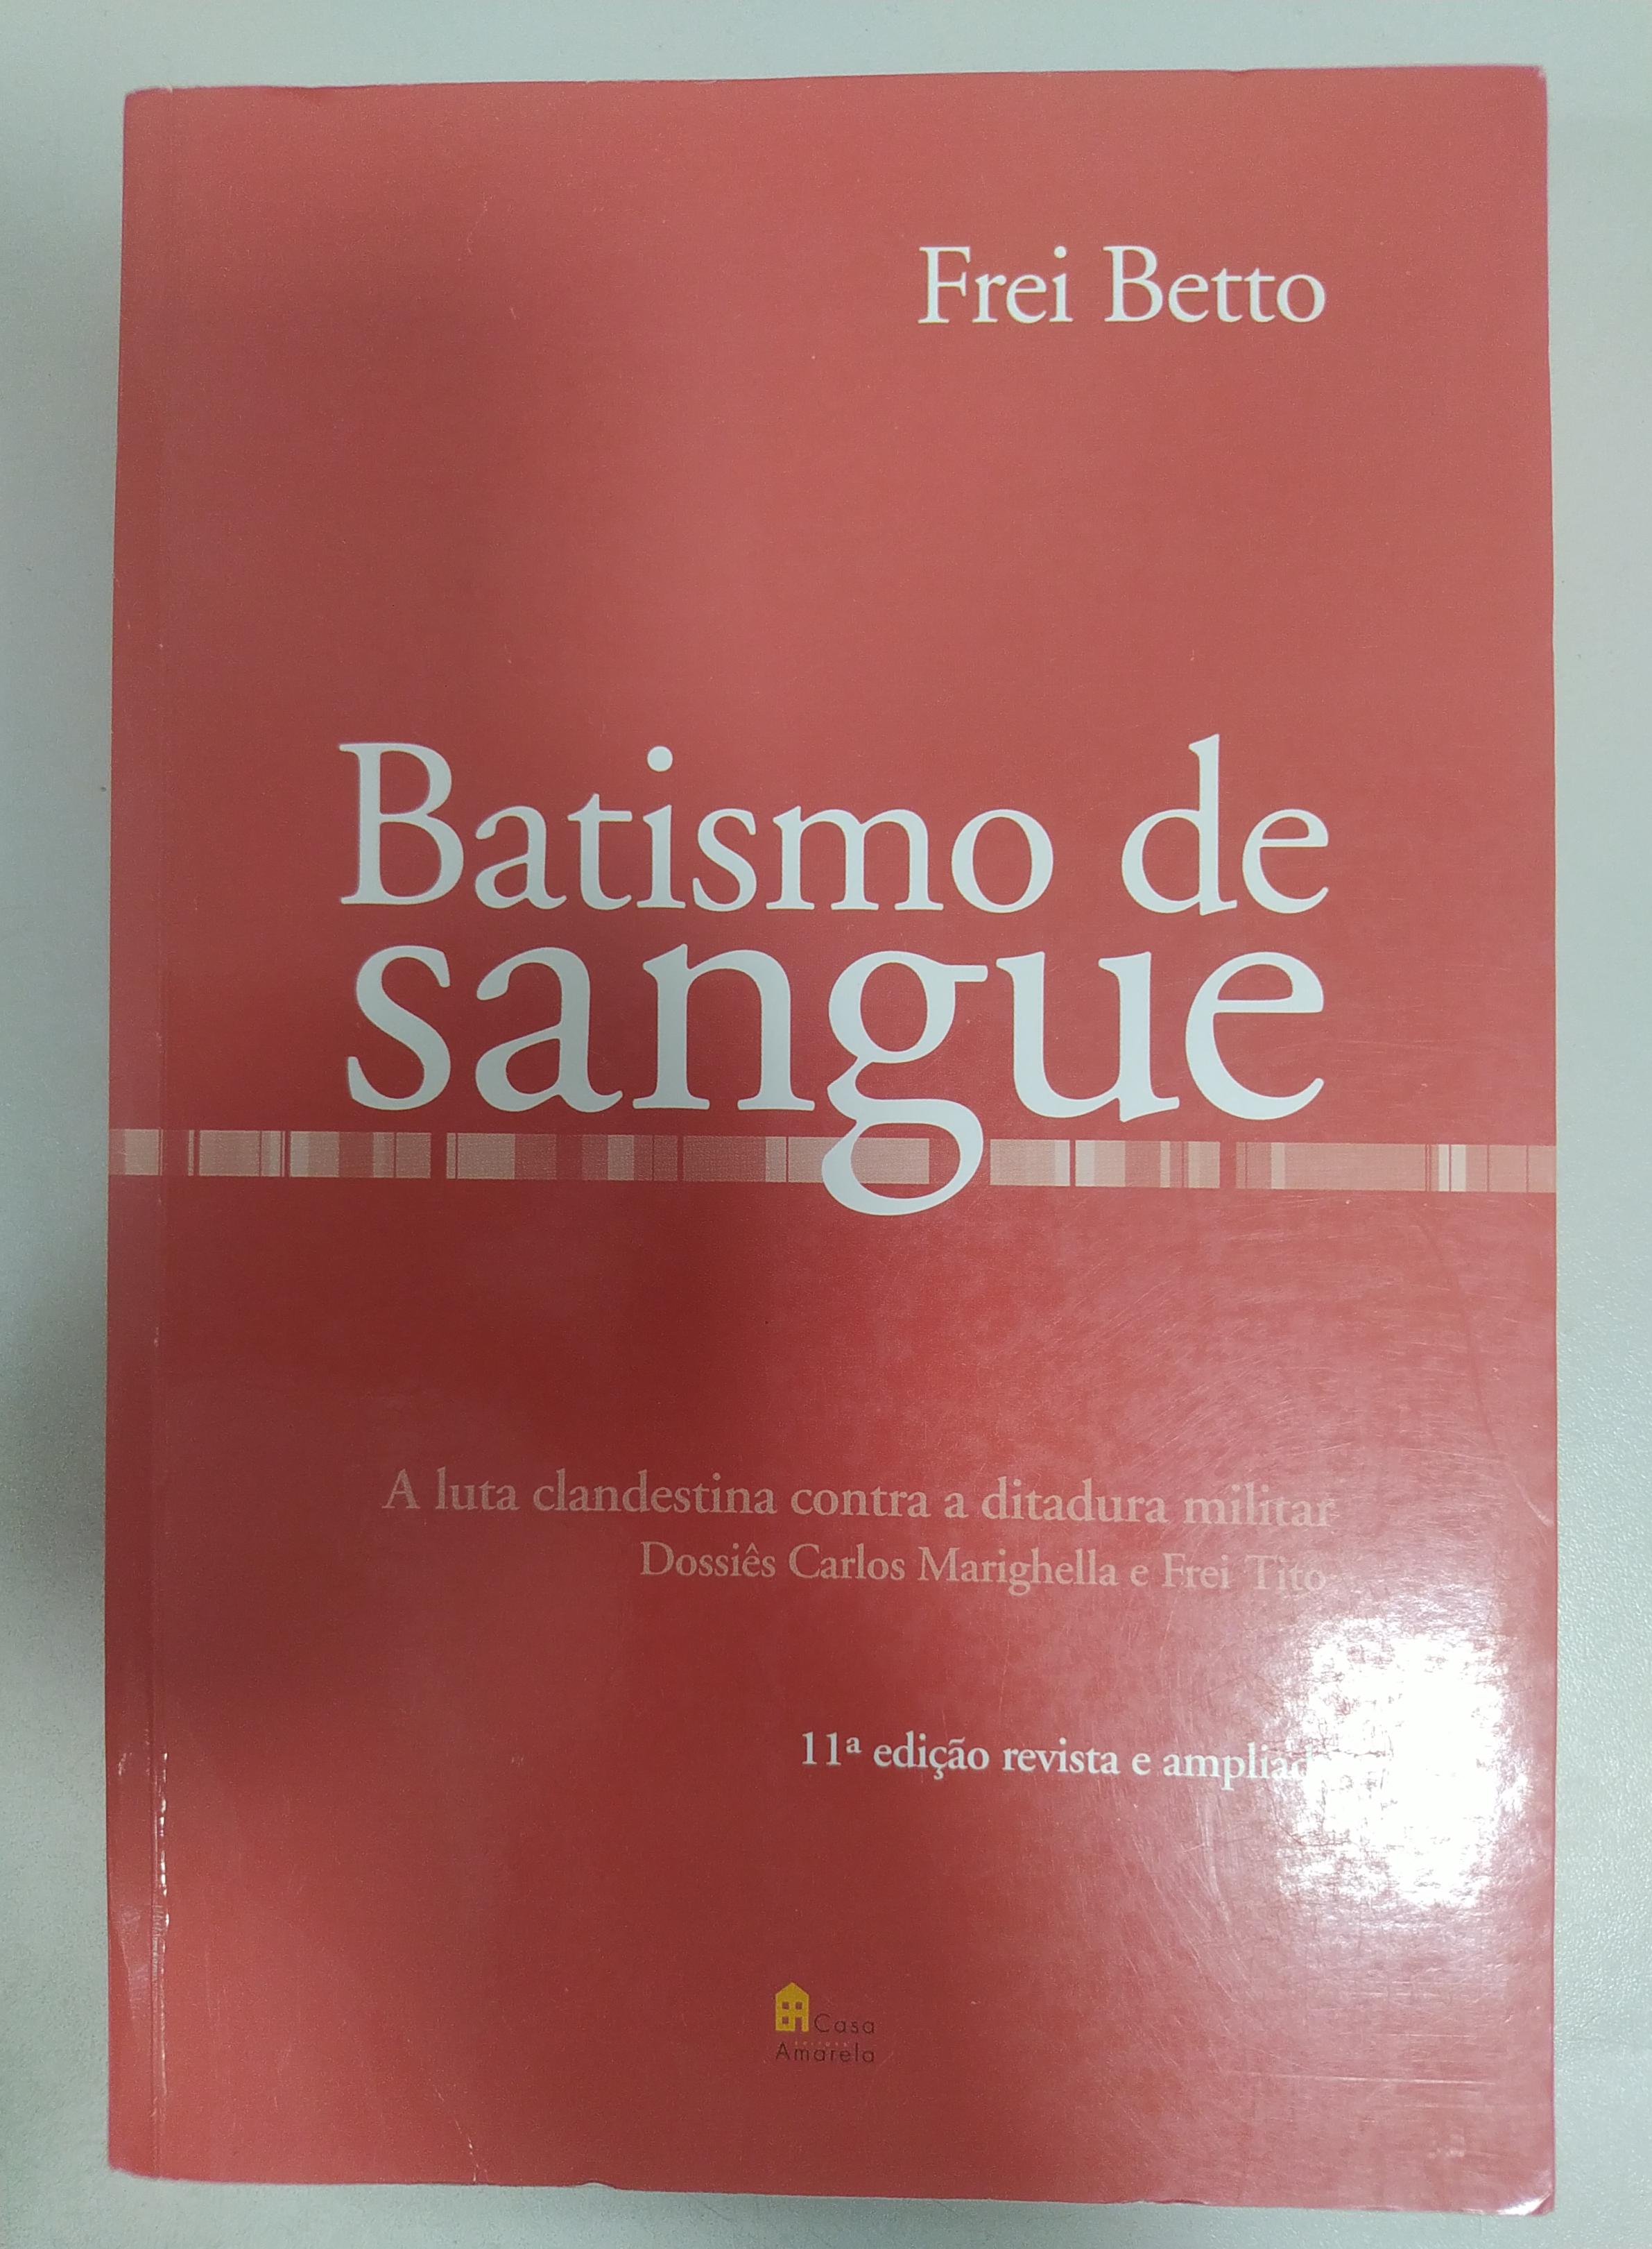 Frei Betto
Batismo de
sangue
A luta clandestina contra a ditadura militar
Dossiês Carlos Marighella e Frei Tito
11ª edição revista e
Casa
Amarela